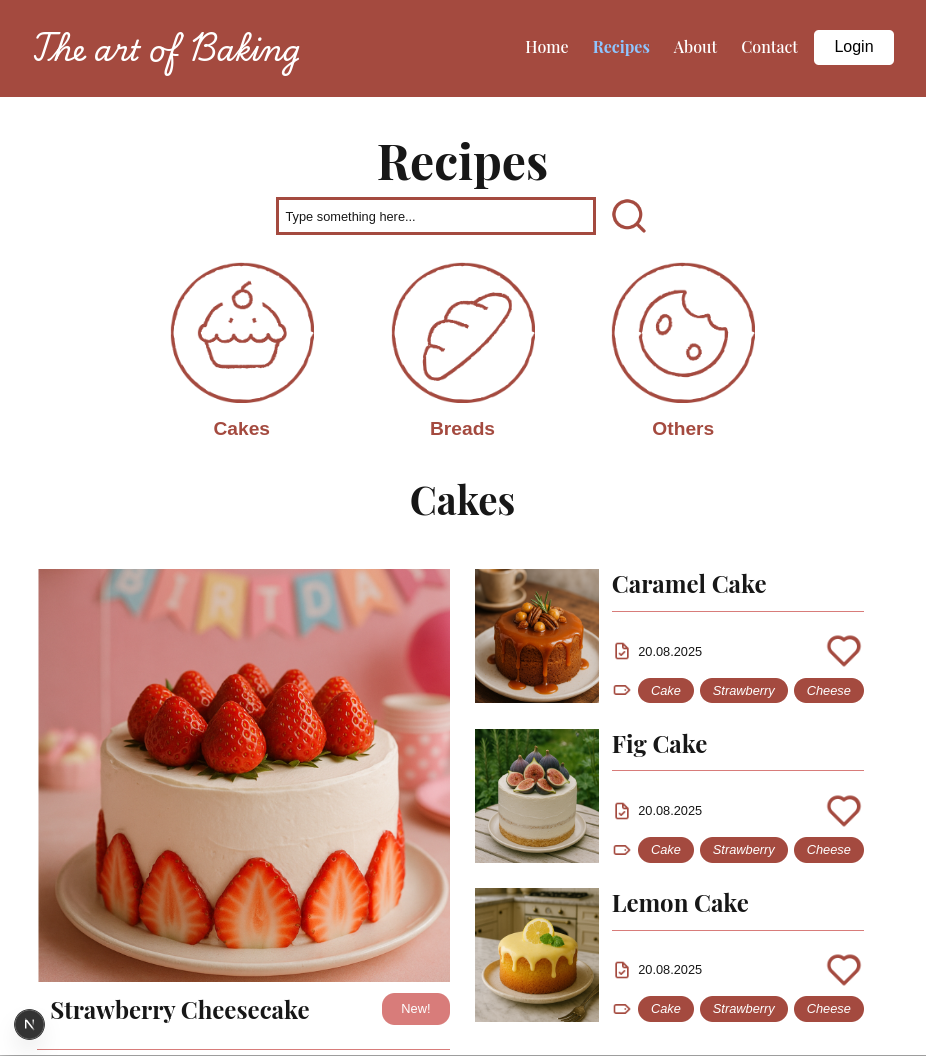 The art of Baking
Home Recipes About Contact Login
Recipes
Type something here...
Cakes Breads Others
Cakes
BIRTDA
Caramel Cake
20.08.2025
Cake Strawberry Cheese
Fig Cake
20.08.2025
Cake Strawberry Cheese
Lemon Cake
20.08.2025
Cake Strawberry Cheese
Strawberry Cheesecake New!
N